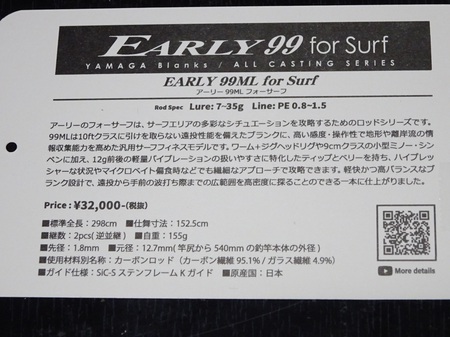 EARLY 99 for Surf
YAMAGA Blanks / ALL CASTING SERIES
EARLY 99ML for Surf
アーリー 99ML フォーサーフ
Rod Spec Lure: 7~35g Line: PE 0.8~1.5
アーリーのフォーサーフは、サーフエリアの多彩なシチュエーションを攻略するためのロッドシリーズです。
99MLは10ftクラスに引けを取らない遠投性能を備えたブランクに、高い感度・操作性で地形や離岸流の情
報収集能力を高めた汎用サーフフィネスモデルです。ワーム+ジグヘッドリグや9cmクラスの小型ミノー・シン
ペンに加え、12g前後の軽量バイブレーションの扱いやすさに特化したティップとベリーを持ち、ハイプレッ
シャーな状況やマイクロベイト偏食時などでも繊細なアプローチで攻略できます。軽快かつ高バランスなブ
ランク設計で、遠投から手前の波打ち際までの広範囲を高密度に探ることのできる一本に仕上がりました。
Price : ¥32,000-(税抜)
■標準全長：298cm ■仕舞寸法：152.5cm
■継数：2pcs(逆並継) ■自重：155g
■先径：1.8mm ■元径：12.7mm(竿尻から540mmの釣竿本体の外径)
■使用材料別名称：カーボンロッド（カーボン繊維95.1%/ガラス繊維4.9%）
■ガイド仕様：SiC-SステンフレームKガイド ■原産国：日本
More details